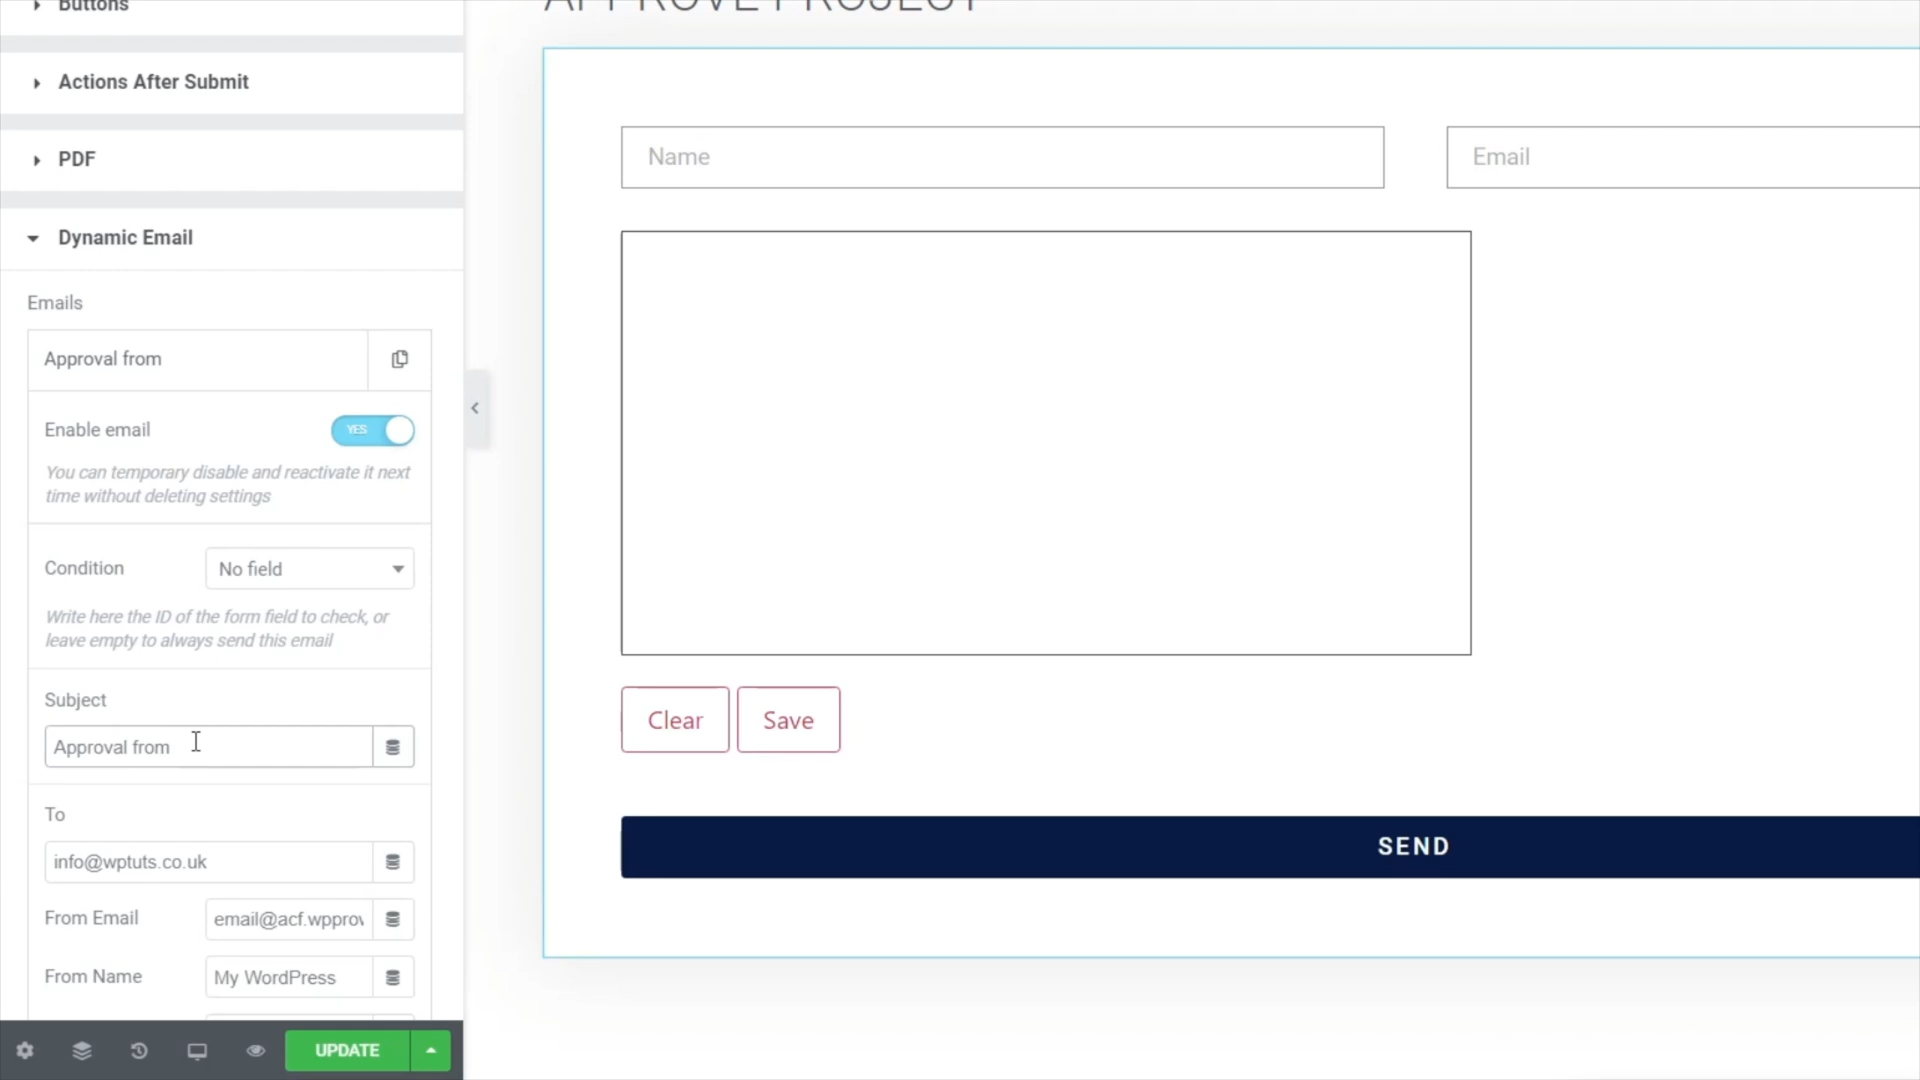 Buttons
APPROVE PROJECT
Actions After Submit
PDF
Dynamic Email
Emails
Approval from
Enable email
YES
You can temporary disable and reactivate it next
time without deleting settings
Condition
No field
Write here the ID of the form field to check, or
leave empty to always send this email
Subject
Approval from
To
info@wptuts.co.uk
From Email
email@acf.wpprov
From Name
My WordPress
UPDATE
Name
Email
Clear
Save
SEND